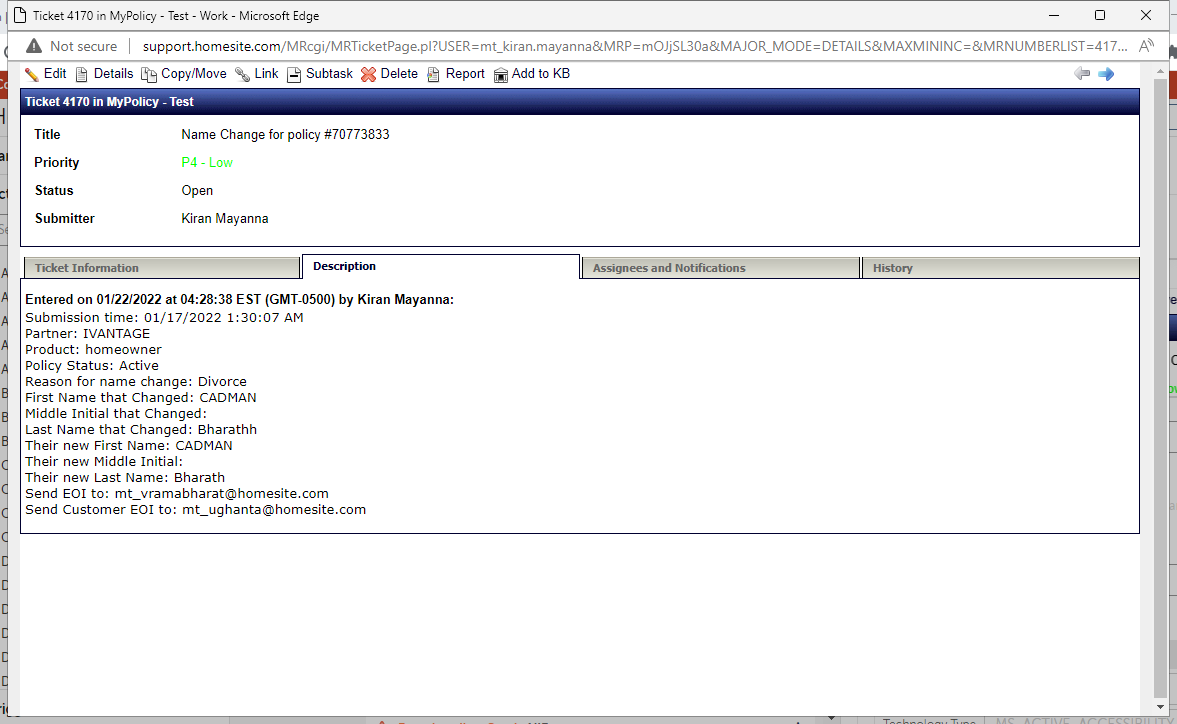 Ticket 4170 in MyPolicy - Test - Work - Microsoft Edge
Not secure | support.homesite.com/MRcgi/MRTicketPage.pl?USER=mt_kiran.mayanna&MRP=mOJjSL30a&MAJOR_MODE=DETAILS&MAXMININC=&MRNUMBERLIST=417...
Edit Details Copy/Move Link Subtask Delete Report Add to KB
Ticket 4170 in MyPolicy - Test
Title Name Change for policy #70773833
Priority P4 - Low
Status Open
Submitter Kiran Mayanna
Ticket Information Description Assignees and Notifications History
Entered on 01/22/2022 at 04:28:38 EST (GMT-0500) by Kiran Mayanna:
Submission time: 01/17/2022 1:30:07 AM
Partner: IVANTAGE
Product: homeowner
Policy Status: Active
Reason for name change: Divorce
First Name that Changed: CADMAN
Middle Initial that Changed:
Last Name that Changed: Bharathh
Their new First Name: CADMAN
Their new Middle Initial:
Their new Last Name: Bharath
Send EOI to: mt_vramabharat@homesite.com
Send Customer EOI to: mt_ughanta@homesite.com